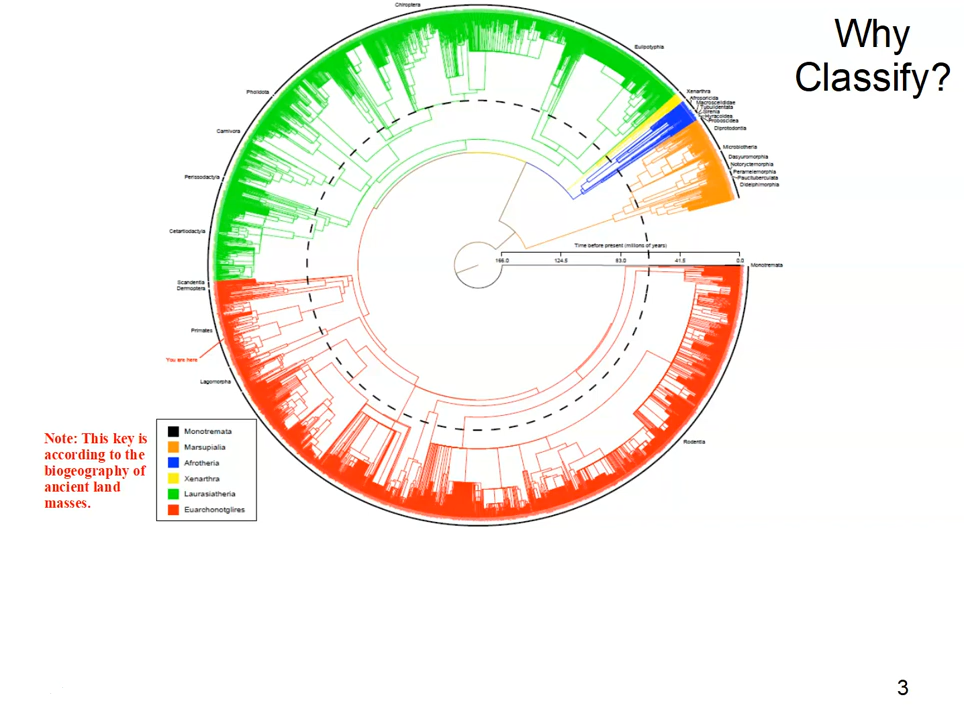 Why
Classify?
Chiroptera
Eulipotyphla
Pholidota
Xenarthra
Afrosoricida
Macroscelididae
Tubulidentata
Sirenia
Hyracoidea
Proboscidea
Diprotodontia
Carnivora
Microbiotheria
Dasyuromorphia
Notoryctemorphia
Peramelemorphia
Paucituberculata
Didelphimorphia
Perissodactyla
Cetartiodactyla
Time before present (millions of years)
166.0 124.5 83.0 41.5 0.0
Monotremata
Scandentia
Dermoptera
Primates
You are here
Lagomorpha
Rodentia
Note: This key is
according to the
biogeography of
ancient land
masses.
Monotremata
Marsupialia
Afrotheria
Xenarthra
Laurasiatheria
Euarchonotglires
3